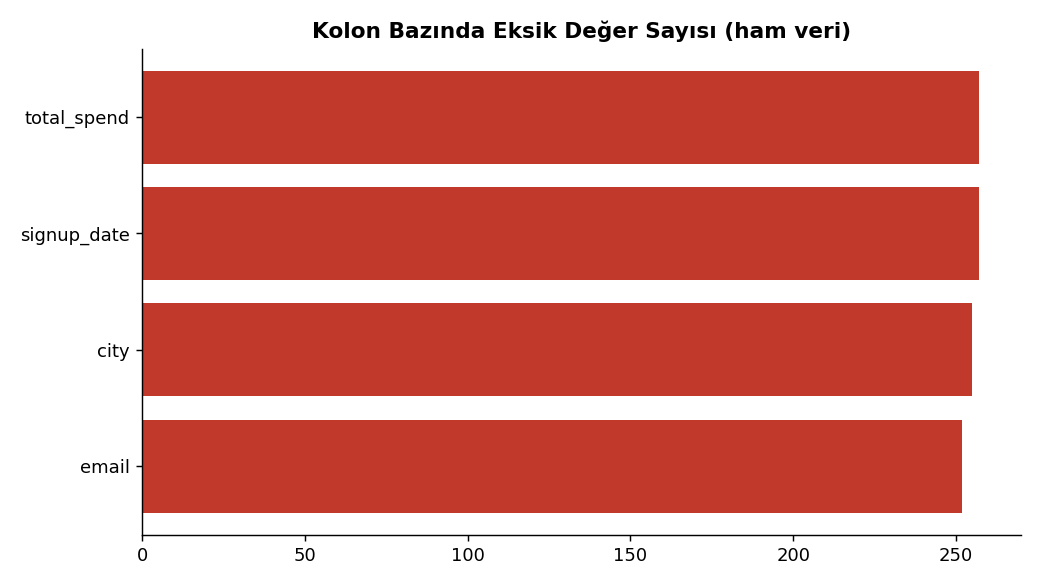 Kolon Bazında Eksik Değer Sayısı (ham veri)
total_spend
signup_date
city
email
0 50 100 150 200 250